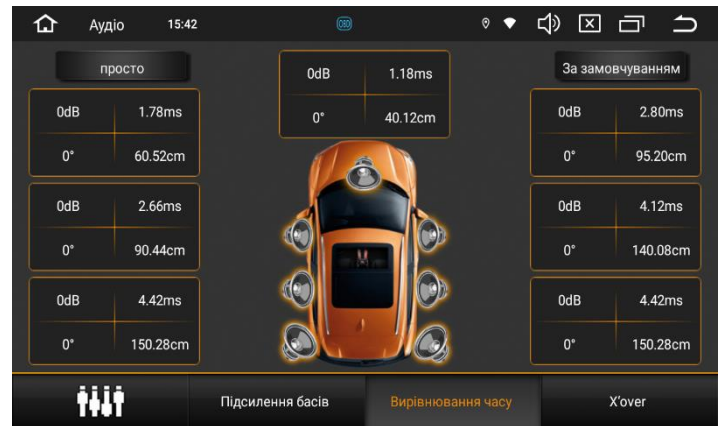 Аудіо 15:42 OBD
просто
За замовчуванням
0dB 1.18ms
0° 40.12cm
0dB 1.78ms
0° 60.52cm
0dB 2.66ms
0° 90.44cm
0dB 4.42ms
0° 150.28cm
0dB 2.80ms
0° 95.20cm
0dB 4.12ms
0° 140.08cm
0dB 4.42ms
0° 150.28cm
Підсилення басів Вирівнювання часу X'over